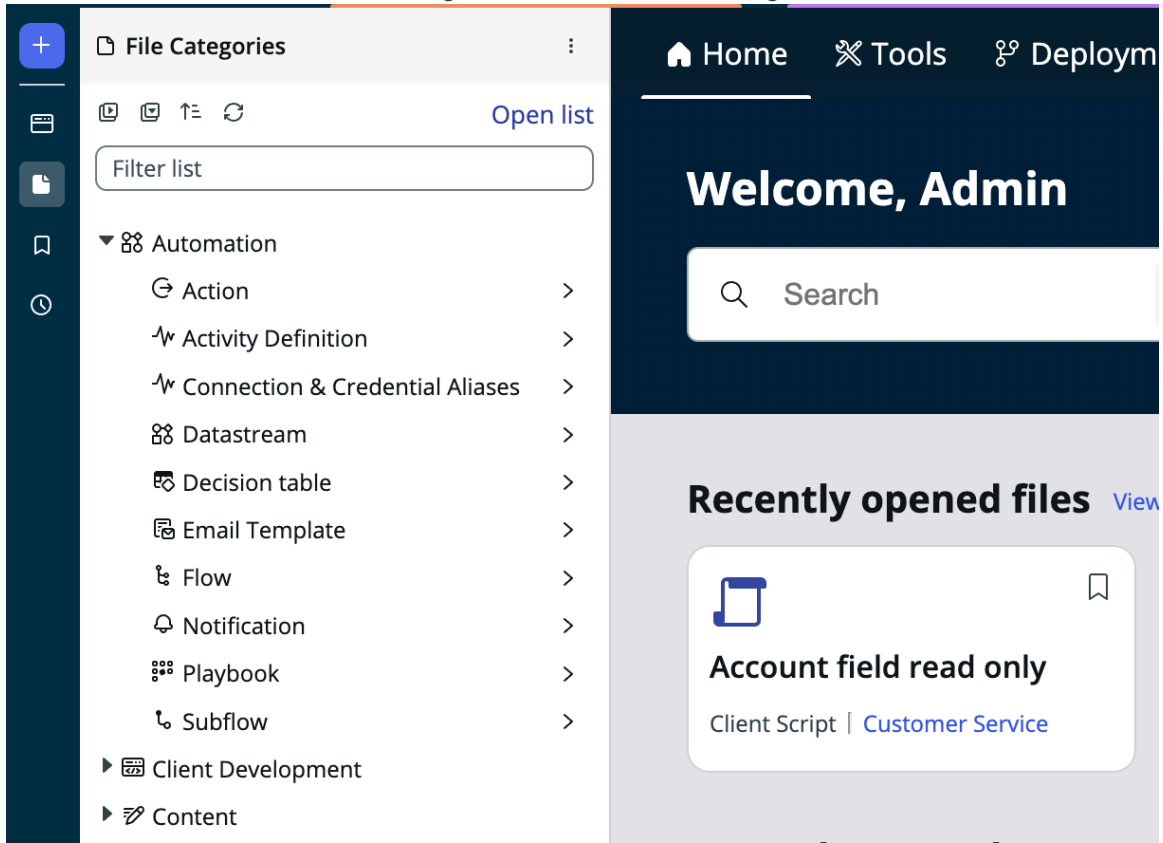 File Categories
Open list
Filter list
Automation
Action
Activity Definition
Connection & Credential Aliases
Datastream
Decision table
Email Template
Flow
Notification
Playbook
Subflow
Client Development
Content
Home Tools Deploym
Welcome, Admin
Search
Recently opened files View
Account field read only
Client Script | Customer Service